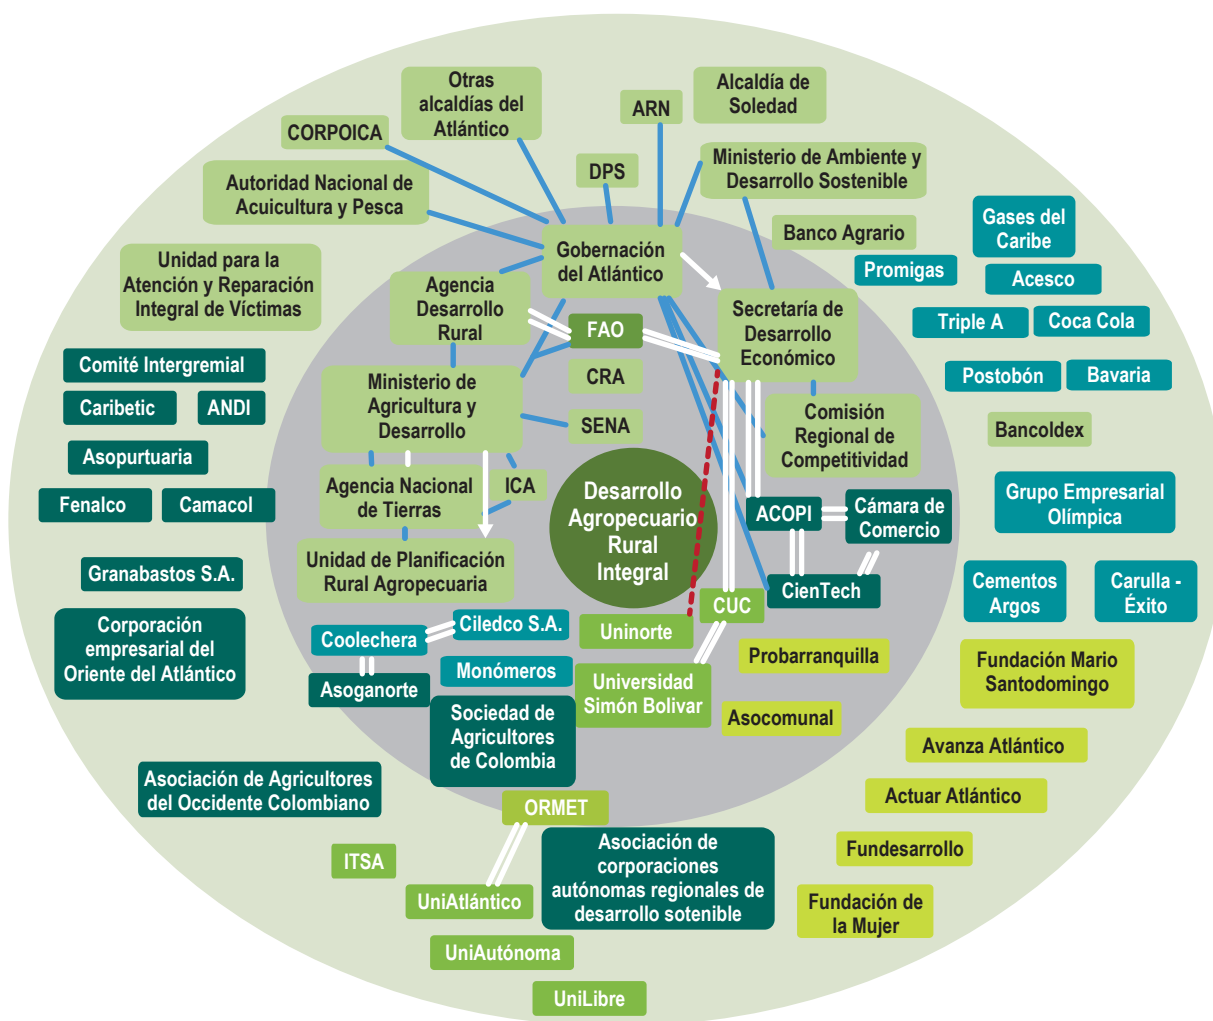 Otras
alcaldías del
Atlántico
ARN
Alcaldía de
Soledad
CORPOICA
DPS
Ministerio de Ambiente y
Desarrollo Sostenible
Autoridad Nacional de
Acuicultura y Pesca
Banco Agrario
Gases del
Caribe
Gobernación
del Atlántico
Unidad para la
Atención y Reparación
Integral de Víctimas
Promigas
Acesco
Agencia
Desarrollo
Rural
Secretaría de
Desarrollo
Económico
FAO
Triple A
Coca Cola
Comité Intergremial
CRA
Postobón
Bavaria
Ministerio de
Agricultura y
Desarrollo
Caribetic
ANDI
SENA
Comisión
Regional de
Competitividad
Bancoldex
Asopurtuaria
ICA
Agencia Nacional
de Tierras
Desarrollo
Agropecuario
Rural
Integral
Fenalco
Camacol
ACOPI
Cámara de
Comercio
Grupo Empresarial
Olímpica
Unidad de Planificación
Rural Agropecuaria
Granabastos S.A.
CienTech
Cementos
Argos
Carulla -
Éxito
CUC
Corporación
empresarial del
Oriente del Atlántico
Coolechera
Ciledco S.A.
Uninorte
Probarranquilla
Fundación Mario
Santodomingo
Monómeros
Asoganorte
Universidad
Simón Bolivar
Asocomunal
Sociedad de
Agricultores
de Colombia
Avanza Atlántico
Asociación de Agricultores
del Occidente Colombiano
Actuar Atlántico
ORMET
Asociación de
corporaciones
autónomas regionales de
desarrollo sotenible
Fundesarrollo
ITSA
UniAtlántico
Fundación de
la Mujer
UniAutónoma
UniLibre